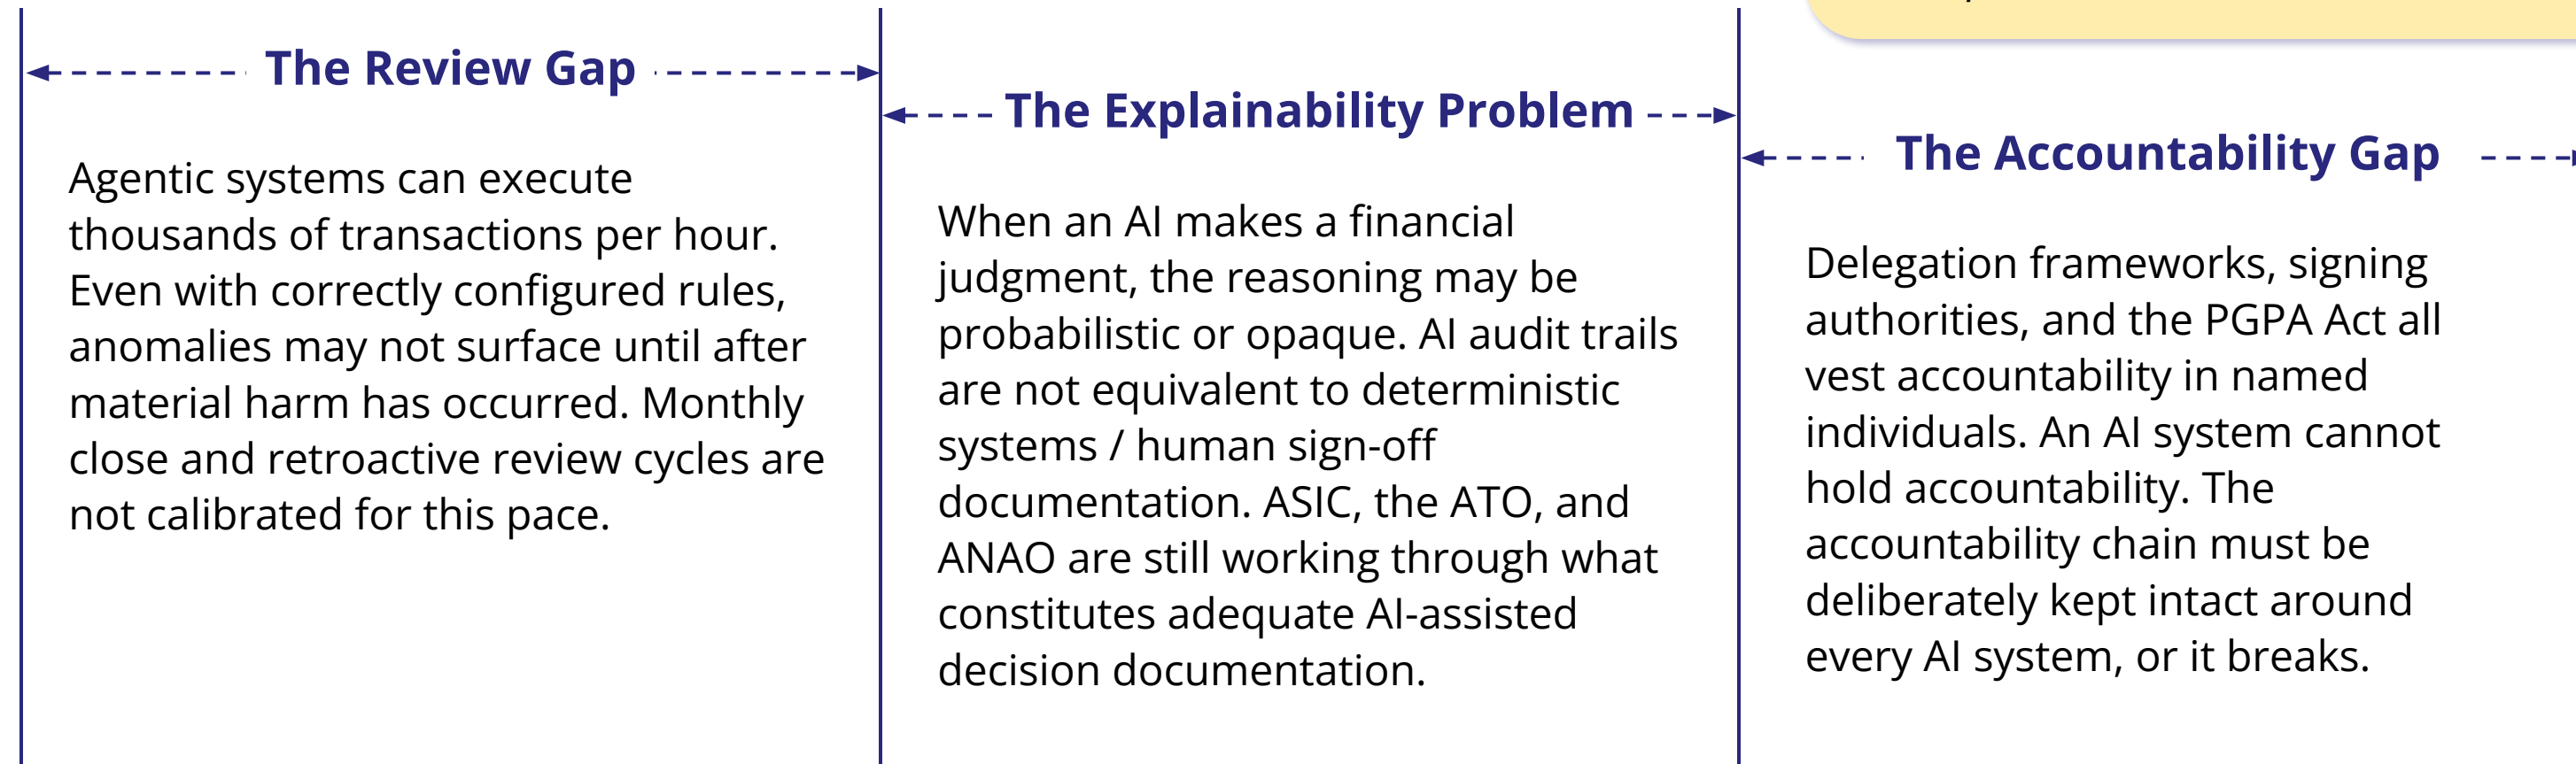 The Review Gap
Agentic systems can execute
thousands of transactions per hour.
Even with correctly configured rules,
anomalies may not surface until after
material harm has occurred. Monthly
close and retroactive review cycles are
not calibrated for this pace.
The Explainability Problem
When an AI makes a financial
judgment, the reasoning may be
probabilistic or opaque. AI audit trails
are not equivalent to deterministic
systems / human sign-off
documentation. ASIC, the ATO, and
ANAO are still working through what
constitutes adequate AI-assisted
decision documentation.
The Accountability Gap
Delegation frameworks, signing
authorities, and the PGPA Act all
vest accountability in named
individuals. An AI system cannot
hold accountability. The
accountability chain must be
deliberately kept intact around
every AI system, or it breaks.